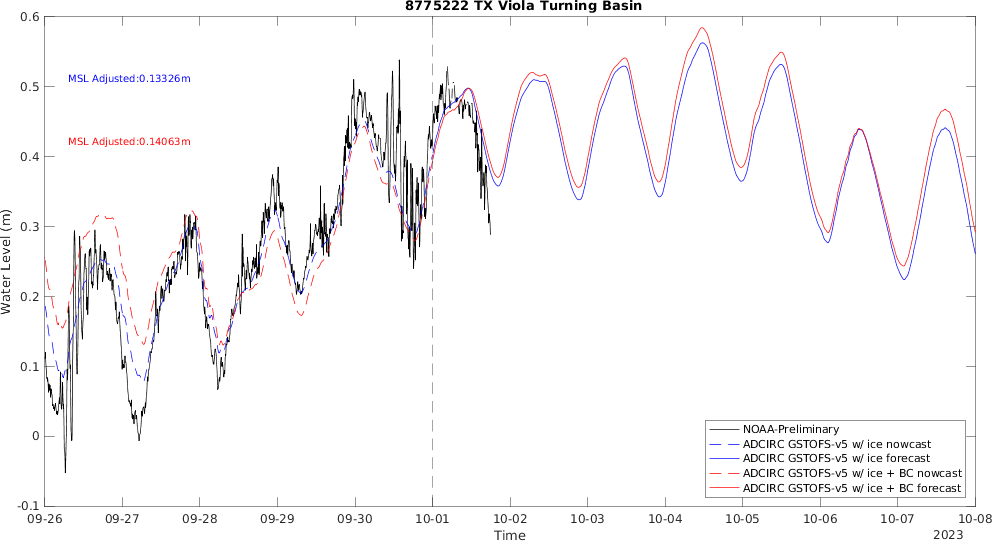 8775222 TX Viola Turning Basin
0.6
0.5
0.4
0.3
0.2
0.1
0
-0.1
Water Level (m)
MSL Adjusted:0.13326m
MSL Adjusted:0.14063m
NOAA-Preliminary
ADCIRC GSTOFS-v5 w/ ice nowcast
ADCIRC GSTOFS-v5 w/ ice forecast
ADCIRC GSTOFS-v5 w/ ice + BC nowcast
ADCIRC GSTOFS-v5 w/ ice + BC forecast
09-26 09-27 09-28 09-29 09-30 10-01 10-02 10-03 10-04 10-05 10-06 10-07 10-08
Time
2023